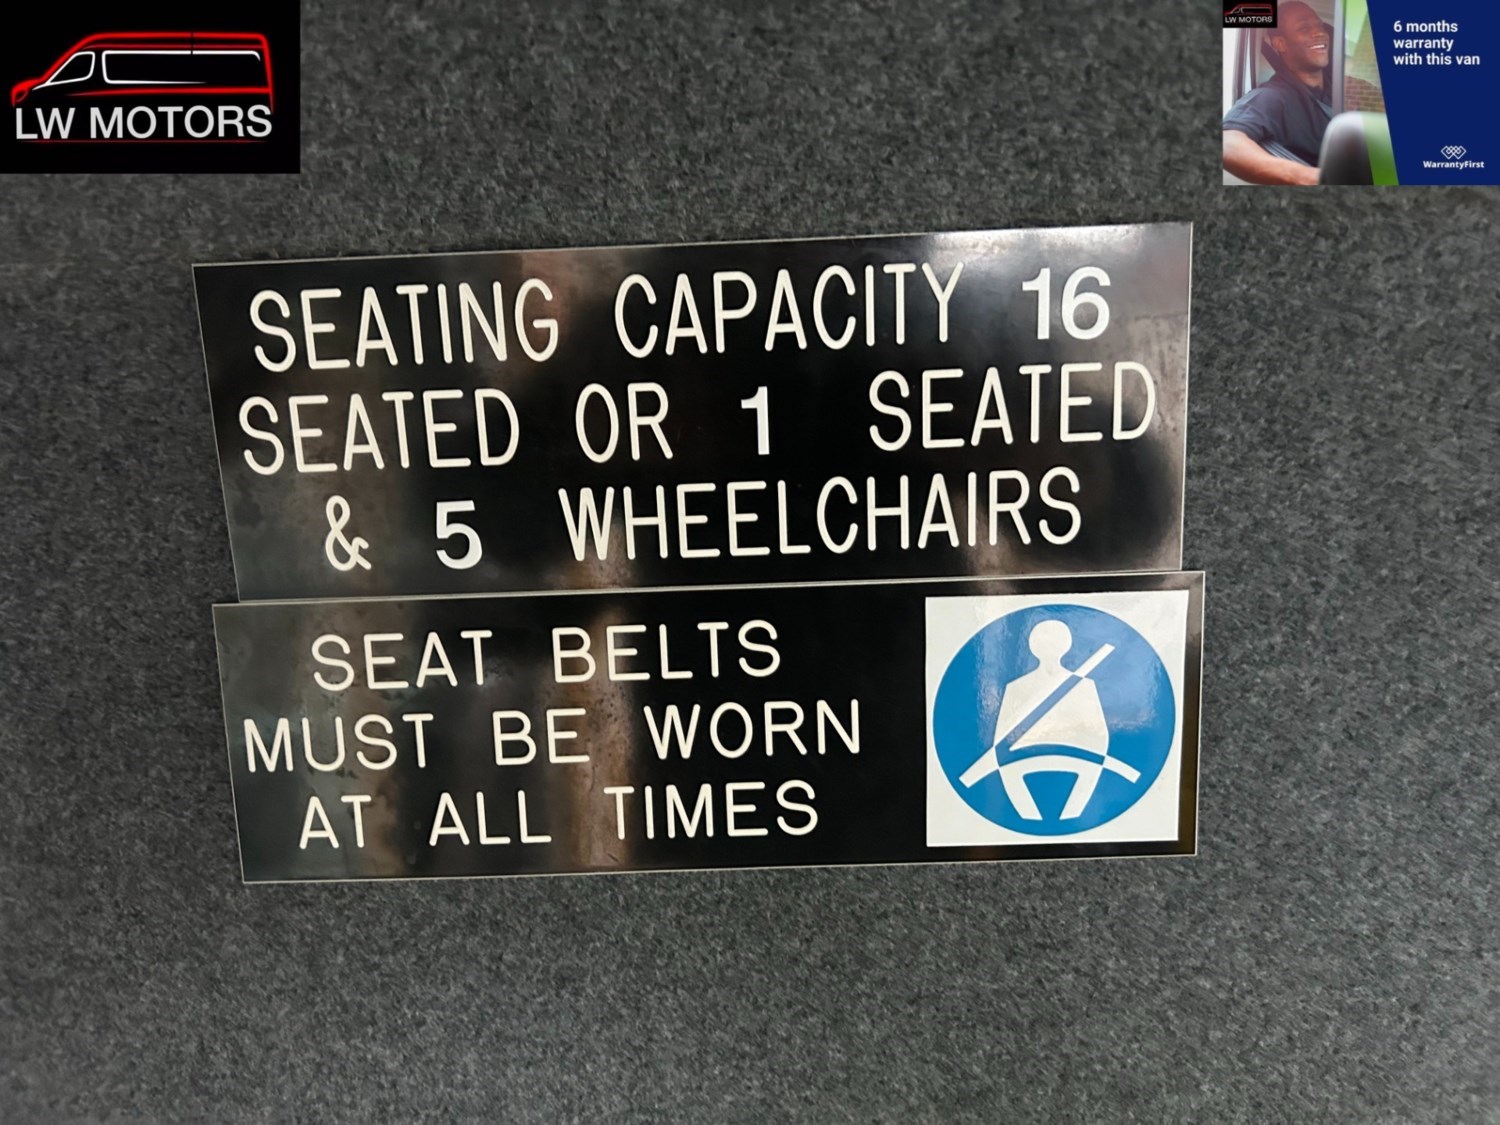 LW MOTORS
LW MOTORS
6 months
warranty
with this van
WarrantyFirst
SEATING CAPACITY 16
SEATED OR 1 SEATED
& 5 WHEELCHAIRS
SEAT BELTS
MUST BE WORN
AT ALL TIMES